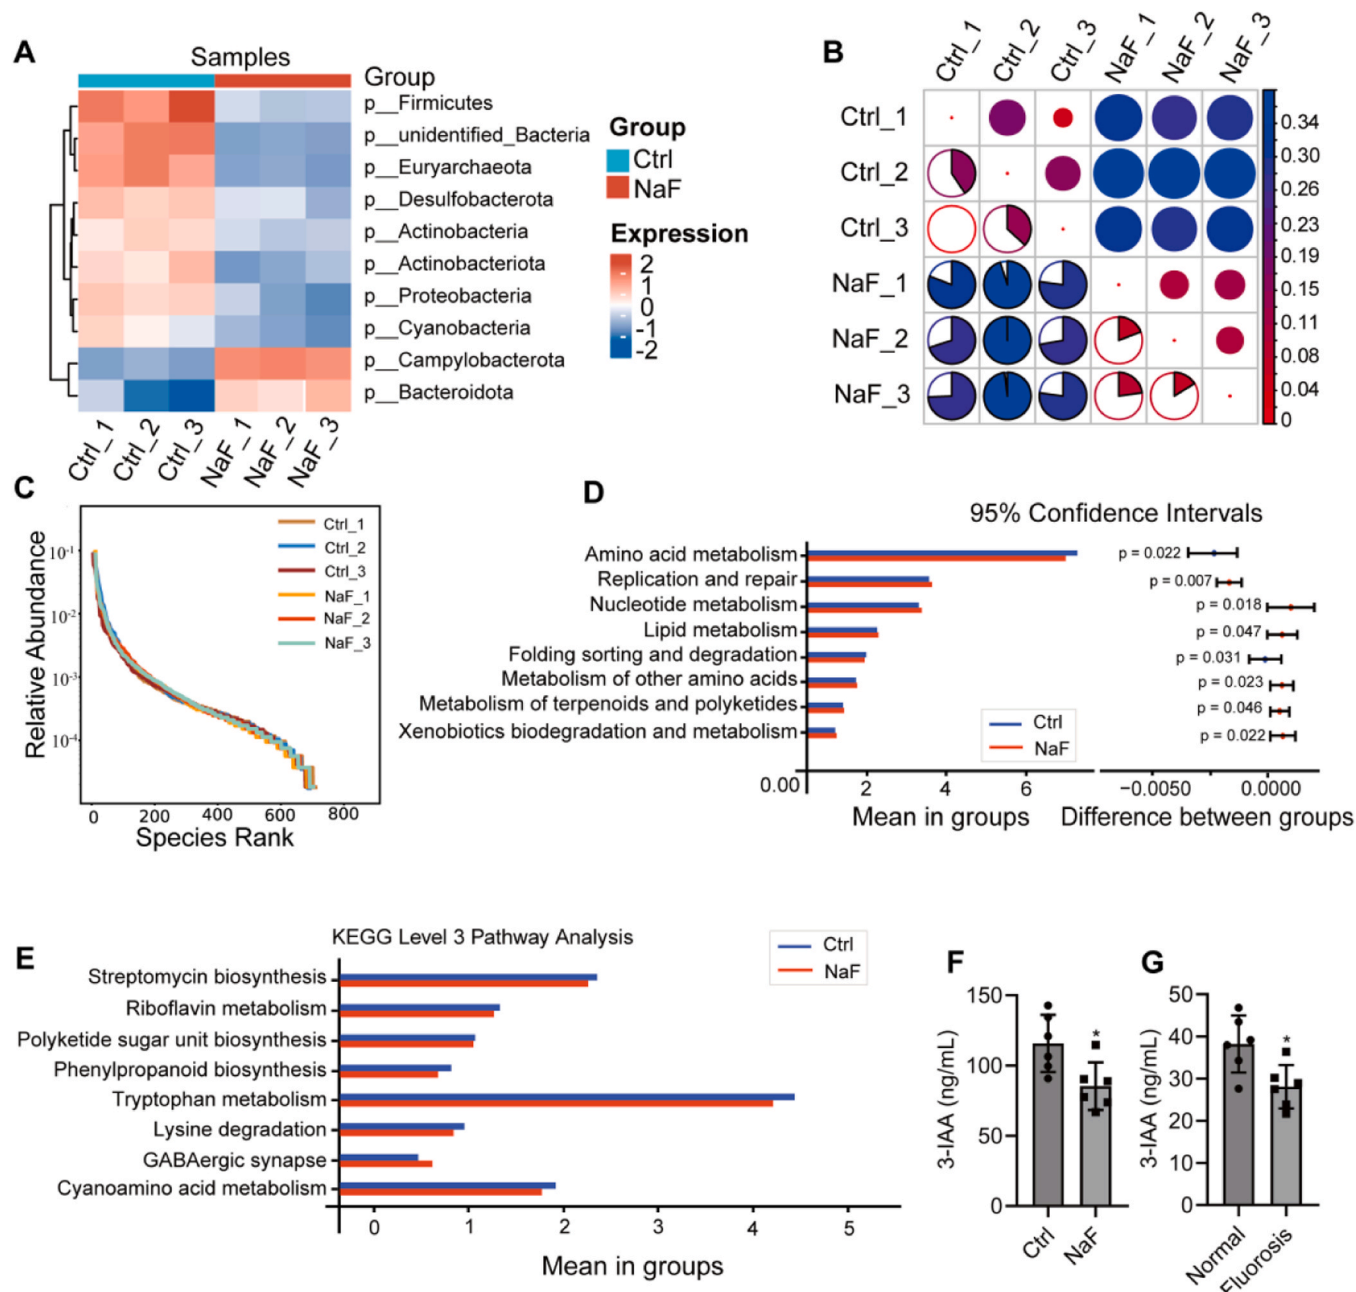 A
Samples
Group
p__Firmicutes
p__unidentified_Bacteria
p__Euryarchaeota
p__Desulfobacterota
p__Actinobacteria
p__Actinobacteriota
p__Proteobacteria
p__Cyanobacteria
p__Campylobacterota
p__Bacteroidota
Ctrl_1 Ctrl_2 Ctrl_3 NaF_1 NaF_2 NaF_3
Group
Ctrl
NaF
Expression
2
1
0
-1
-2
B
Ctrl_1 Ctrl_2 Ctrl_3 NaF_1 NaF_2 NaF_3
Ctrl_1
Ctrl_2
Ctrl_3
NaF_1
NaF_2
NaF_3
0.34
0.30
0.26
0.23
0.19
0.15
0.11
0.08
0.04
0
C
Relative Abundance
10-1
10-2
10-3
10-4
Ctrl_1
Ctrl_2
Ctrl_3
NaF_1
NaF_2
NaF_3
0 200 400 600 800
Species Rank
D
95% Confidence Intervals
Amino acid metabolism p = 0.022
Replication and repair p = 0.007
Nucleotide metabolism p = 0.018
Lipid metabolism p = 0.047
Folding sorting and degradation p = 0.031
Metabolism of other amino acids p = 0.023
Metabolism of terpenoids and polyketides p = 0.046
Xenobiotics biodegradation and metabolism p = 0.022
Ctrl
NaF
0.00 2 4 6 −0.0050 0.0000
Mean in groups Difference between groups
E
KEGG Level 3 Pathway Analysis
Ctrl
NaF
Streptomycin biosynthesis
Riboflavin metabolism
Polyketide sugar unit biosynthesis
Phenylpropanoid biosynthesis
Tryptophan metabolism
Lysine degradation
GABAergic synapse
Cyanoamino acid metabolism
0 1 2 3 4 5
Mean in groups
F
3-IAA (ng/mL)
150
100
50
0
*
Ctrl NaF
G
3-IAA (ng/mL)
50
40
30
20
10
0
*
Normal Fluorosis